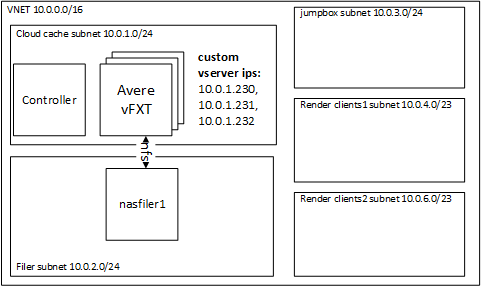 VNET 10.0.0.0/16
Cloud cache subnet 10.0.1.0/24
Controller
Avere
vFXT
custom
vserver ips:
10.0.1.230,
10.0.1.231,
10.0.1.232
nfs
nasfiler1
Filer subnet 10.0.2.0/24
jumpbox subnet 10.0.3.0/24
Render clients1 subnet 10.0.4.0/23
Render clients2 subnet 10.0.6.0/23